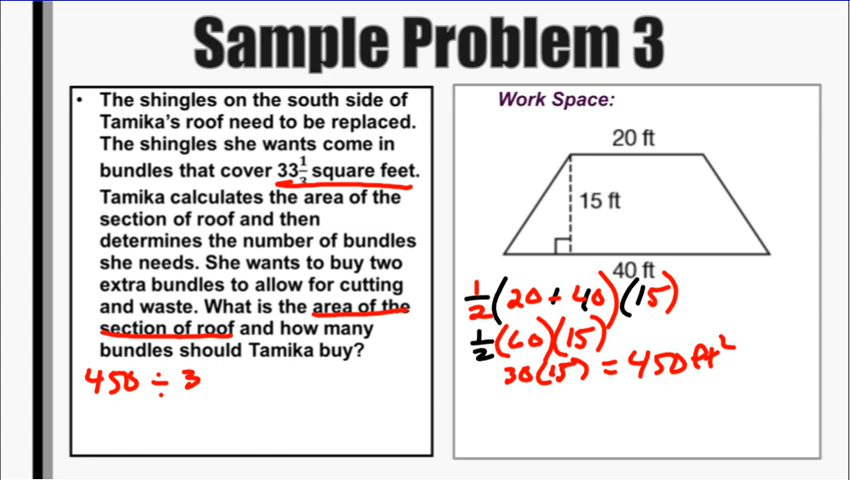 Sample Problem 3
• The shingles on the south side of
Tamika's roof need to be replaced.
The shingles she wants come in
bundles that cover 33 1/3 square feet.
Tamika calculates the area of the
section of roof and then
determines the number of bundles
she needs. She wants to buy two
extra bundles to allow for cutting
and waste. What is the area of the
section of roof and how many
bundles should Tamika buy?
450 ÷ 3
Work Space:
20 ft
15 ft
40 ft
1/2 (20 + 40)(15)
1/2 (60)(15)
30(15) = 450 ft²